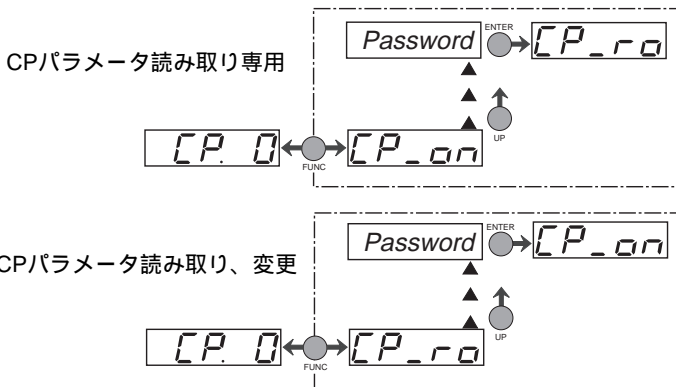 ENTER
Password CP_ro
CPパラメータ読み取り専用
UP
CP. 0 CP_on
FUNC
ENTER
Password CP_on
CPパラメータ読み取り、変更
UP
CP. 0 CP_ro
FUNC